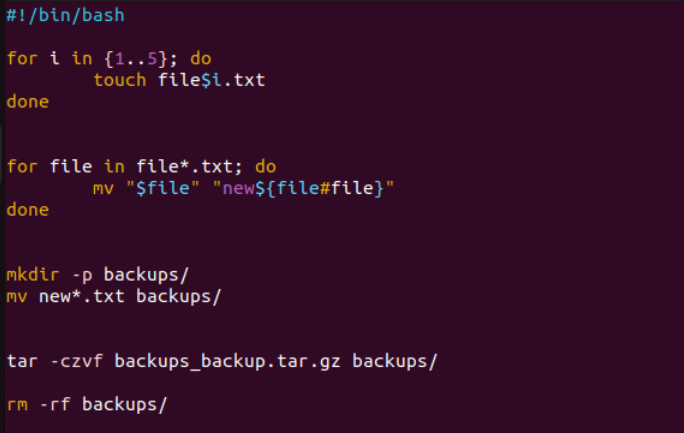 #!/bin/bash
for i in {1..5}; do
touch file$i.txt
done
for file in file*.txt; do
mv "$file" "new${file#file}"
done
mkdir -p backups/
mv new*.txt backups/
tar -czvf backups_backup.tar.gz backups/
rm -rf backups/